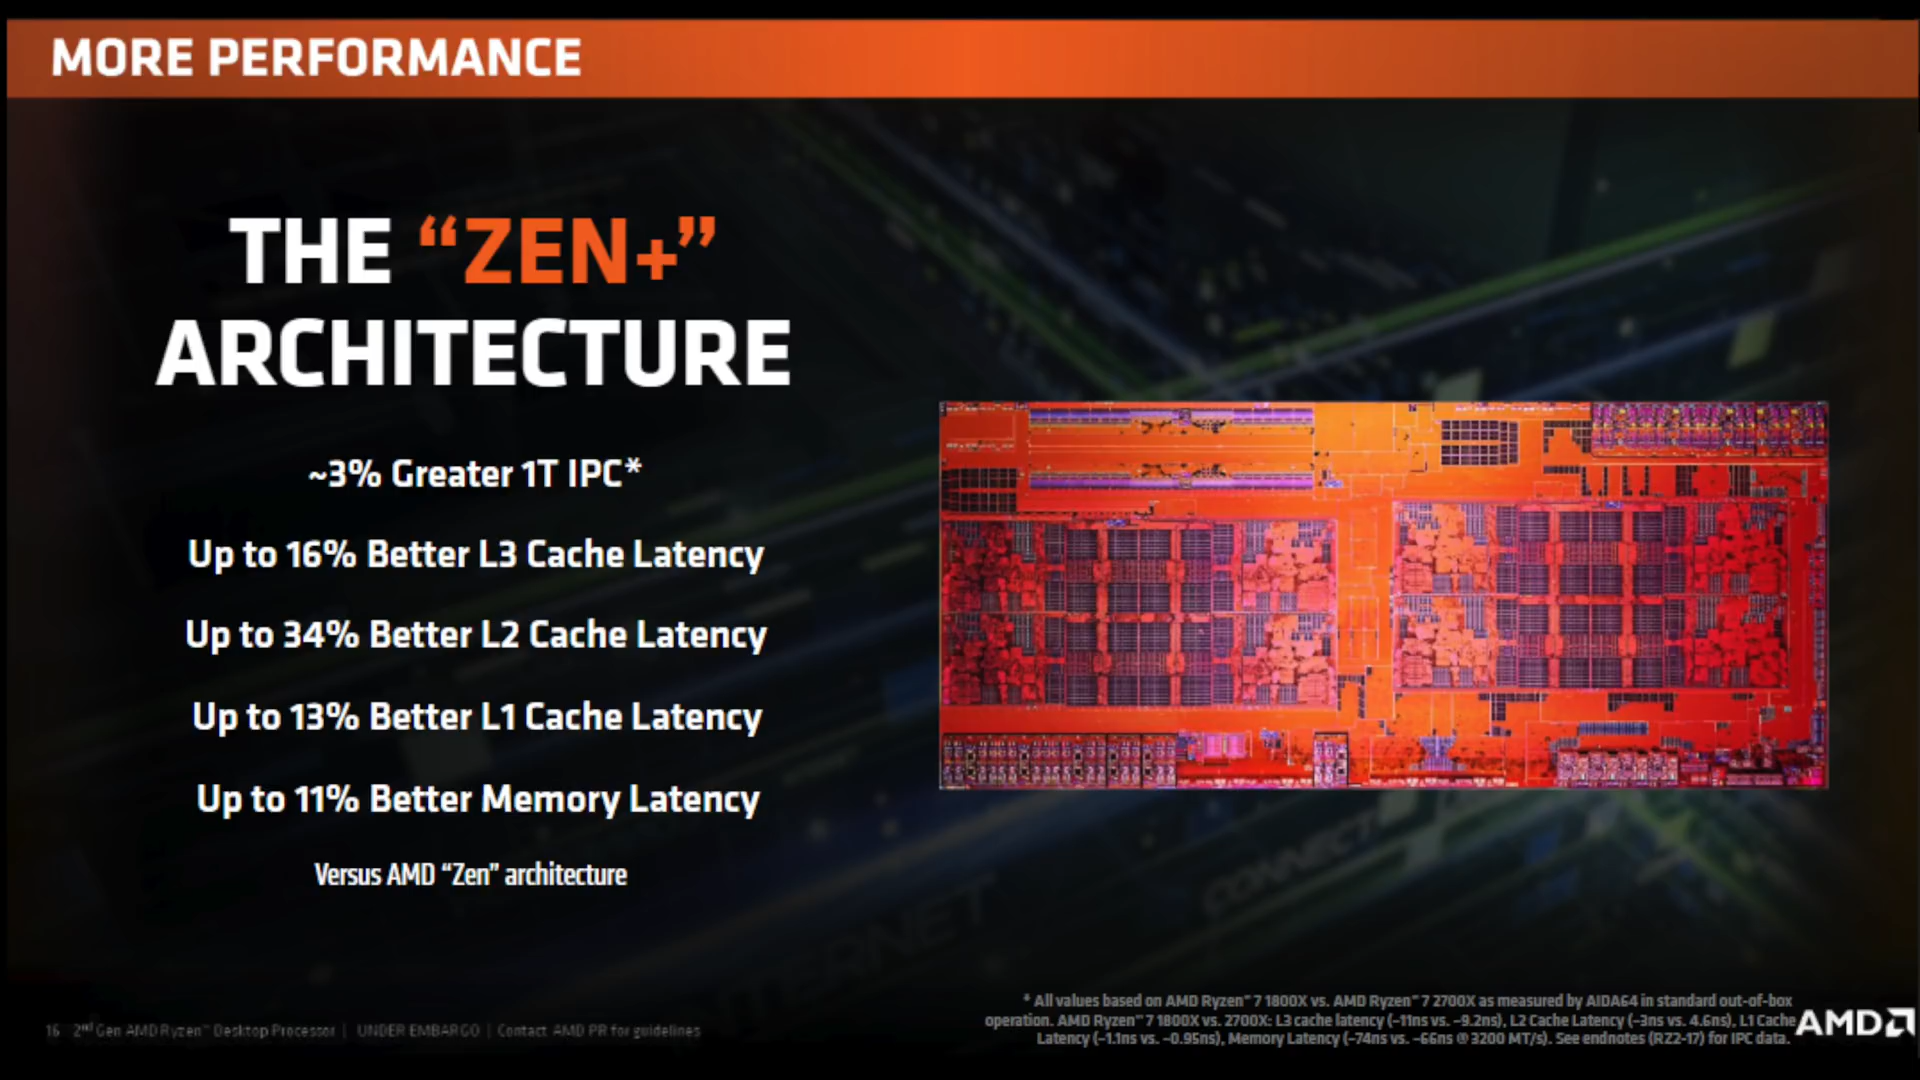 MORE PERFORMANCE
THE “ZEN+”
ARCHITECTURE
~3% Greater 1T IPC*
Up to 16% Better L3 Cache Latency
Up to 34% Better L2 Cache Latency
Up to 13% Better L1 Cache Latency
Up to 11% Better Memory Latency
Versus AMD “Zen” architecture
INTERNET
CONNECT
* All values based on AMD Ryzen™ 7 1800X vs. AMD Ryzen™ 7 2700X as measured by AIDA64 in standard out-of-box
operation. AMD Ryzen™ 7 1800X vs. 2700X: L3 cache latency (~11ns vs. ~9.2ns), L2 Cache Latency (~3ns vs. 4.6ns), L1 Cache
Latency (~1.1ns vs. ~0.95ns), Memory Latency (~74ns vs. ~66ns @ 3200 MT/s). See endnotes (RZ2-17) for IPC data.
AMD
16 2nd Gen AMD Ryzen™ Desktop Processor | UNDER EMBARGO | Contact AMD PR for guidelines